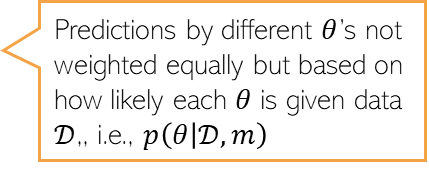 Predictions by different 𝜃's not
weighted equally but based on
how likely each 𝜃 is given data
𝒟,, i.e., 𝑝(𝜃|𝒟, 𝑚)